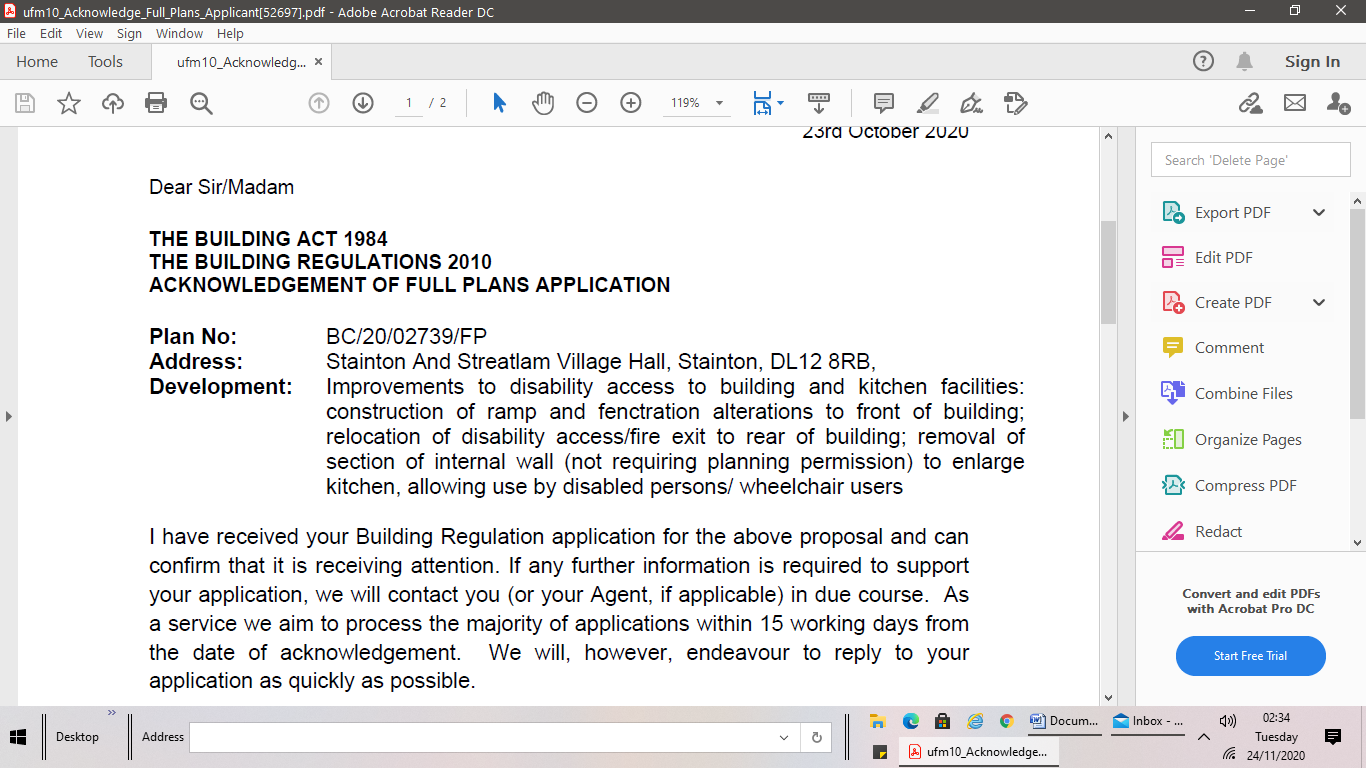 ufm10_Acknowledge_Full_Plans_Applicant[52697].pdf - Adobe Acrobat Reader DC
File Edit View Sign Window Help
Home Tools ufm10_Acknowledg... × Sign In
1 / 2 119%
23rd October 2020
Dear Sir/Madam
THE BUILDING ACT 1984
THE BUILDING REGULATIONS 2010
ACKNOWLEDGEMENT OF FULL PLANS APPLICATION
Plan No: BC/20/02739/FP
Address: Stainton And Streatlam Village Hall, Stainton, DL12 8RB,
Development: Improvements to disability access to building and kitchen facilities:
construction of ramp and fenctration alterations to front of building;
relocation of disability access/fire exit to rear of building; removal of
section of internal wall (not requiring planning permission) to enlarge
kitchen, allowing use by disabled persons/ wheelchair users
I have received your Building Regulation application for the above proposal and can
confirm that it is receiving attention. If any further information is required to support
your application, we will contact you (or your Agent, if applicable) in due course. As
a service we aim to process the majority of applications within 15 working days from
the date of acknowledgement. We will, however, endeavour to reply to your
application as quickly as possible.
Search 'Delete Page'
Export PDF
Edit PDF
Create PDF
Comment
Combine Files
Organize Pages
Compress PDF
Redact
Convert and edit PDFs
with Acrobat Pro DC
Start Free Trial
Desktop » Address Docum... Inbox - ... 02:34
Tuesday
ufm10_Acknowledge... 24/11/2020